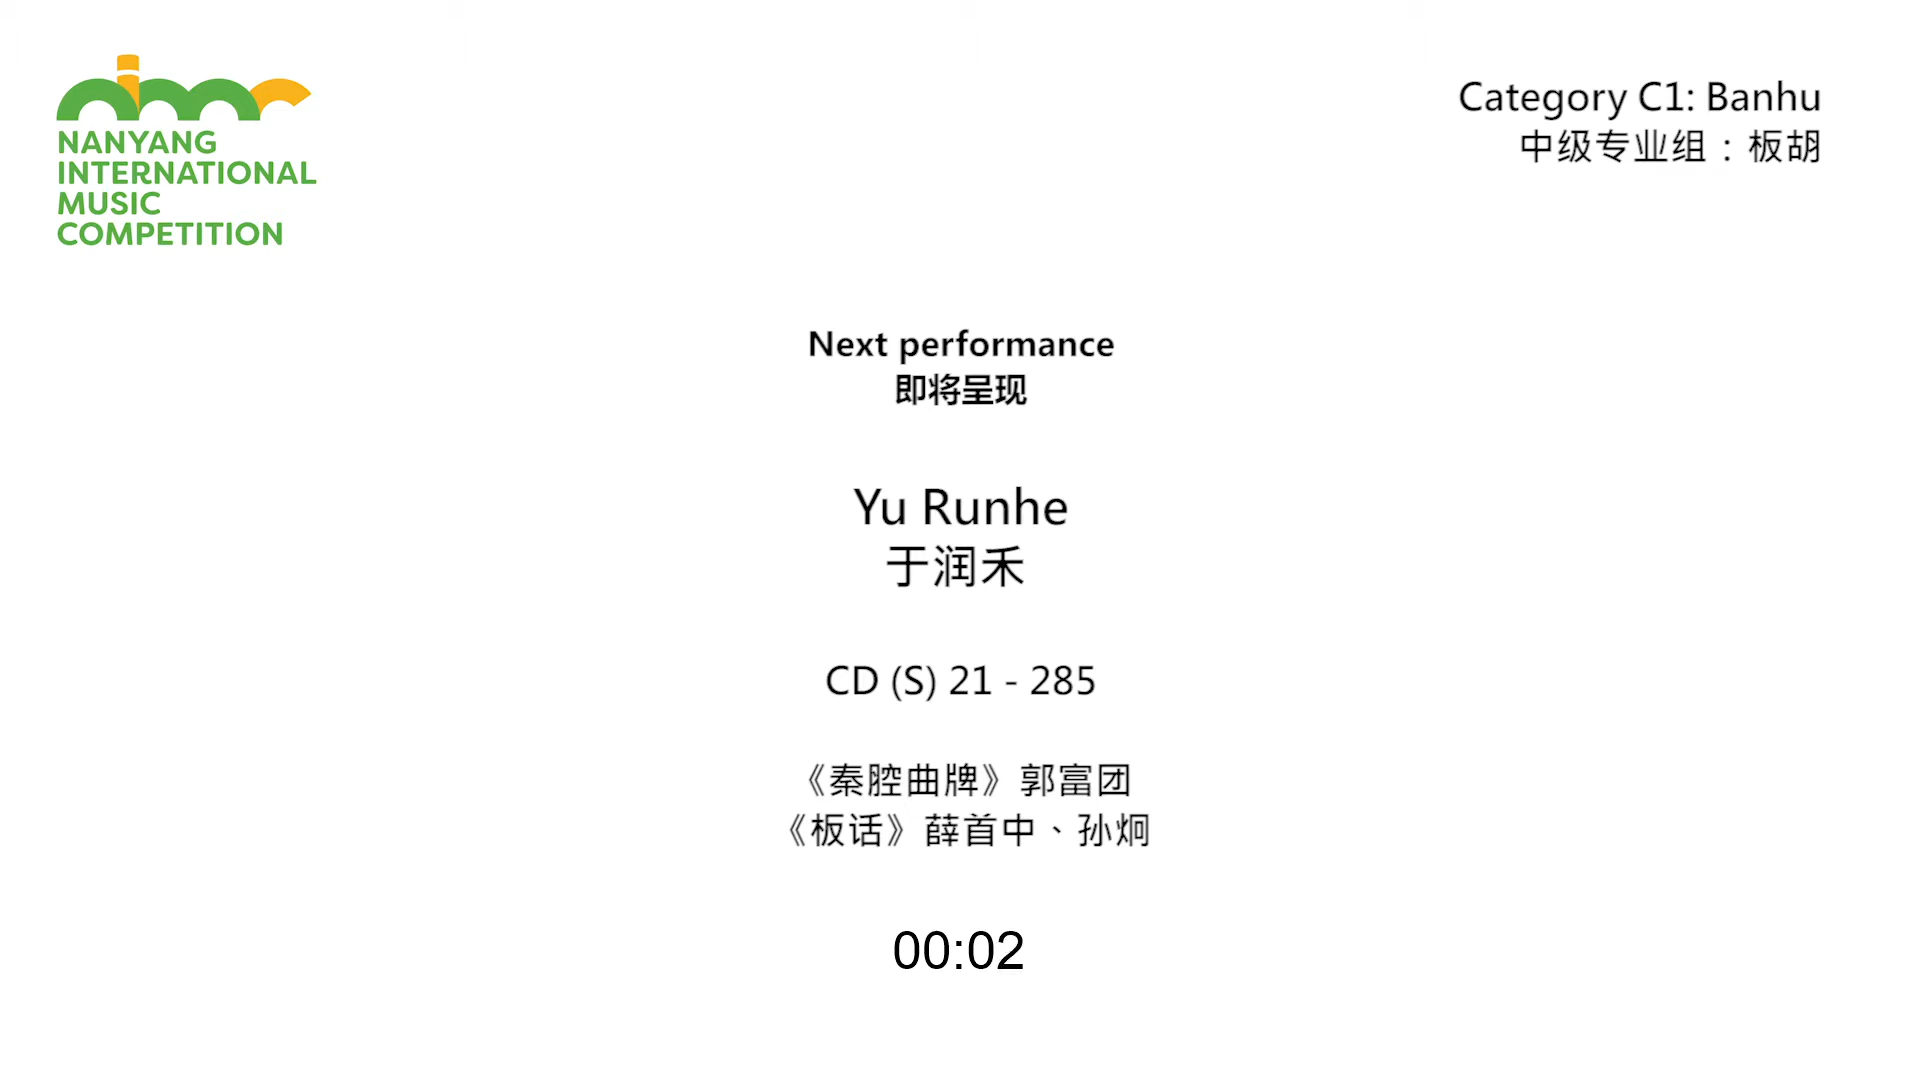 nimc
NANYANG
INTERNATIONAL
MUSIC
COMPETITION
Category C1: Banhu
中级专业组：板胡
Next performance
即将呈现
Yu Runhe
于润禾
CD (S) 21 - 285
《秦腔曲牌》郭富团
《板话》薛首中、孙炯
00:02